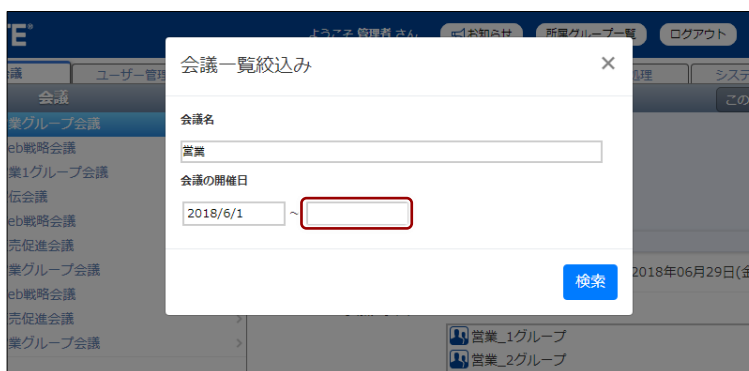 TE®
ようこそ 管理者 さん
お知らせ
所属グループ一覧
ログアウト
議
ユーザー管理
処理
システ
会議
この
業グループ会議
eb戦略会議
業1グループ会議
伝会議
eb戦略会議
売促進会議
業グループ会議
eb戦略会議
売促進会議
業グループ会議
会議一覧絞込み
×
会議名
営業
会議の開催日
2018/6/1
~
検索
2018年06月29日(金
営業_1グループ
営業_2グループ